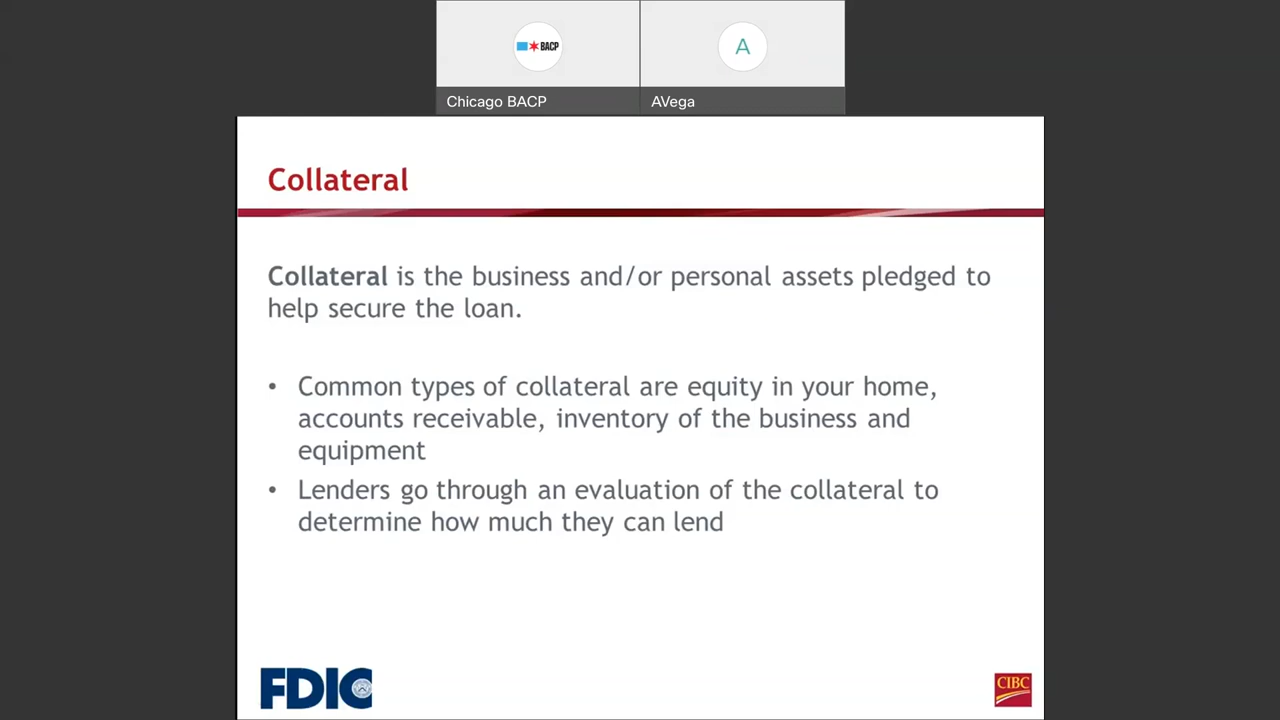 BACP
A
Chicago BACP
AVega
Collateral
Collateral is the business and/or personal assets pledged to
help secure the loan.
• Common types of collateral are equity in your home,
accounts receivable, inventory of the business and
equipment
• Lenders go through an evaluation of the collateral to
determine how much they can lend
FDIC
CIBC